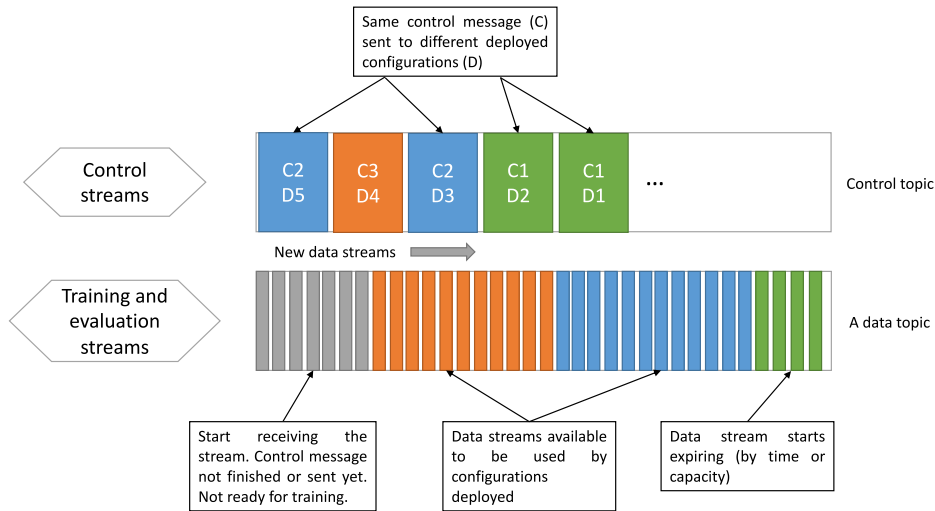 Same control message (C)
sent to different deployed
configurations (D)
Control
streams
C2
D5
C3
D4
C2
D3
C1
D2
C1
D1
...
Control topic
New data streams
Training and
evaluation
streams
A data topic
Start receiving the
stream. Control message
not finished or sent yet.
Not ready for training.
Data streams available
to be used by
configurations
deployed
Data stream starts
expiring (by time or
capacity)